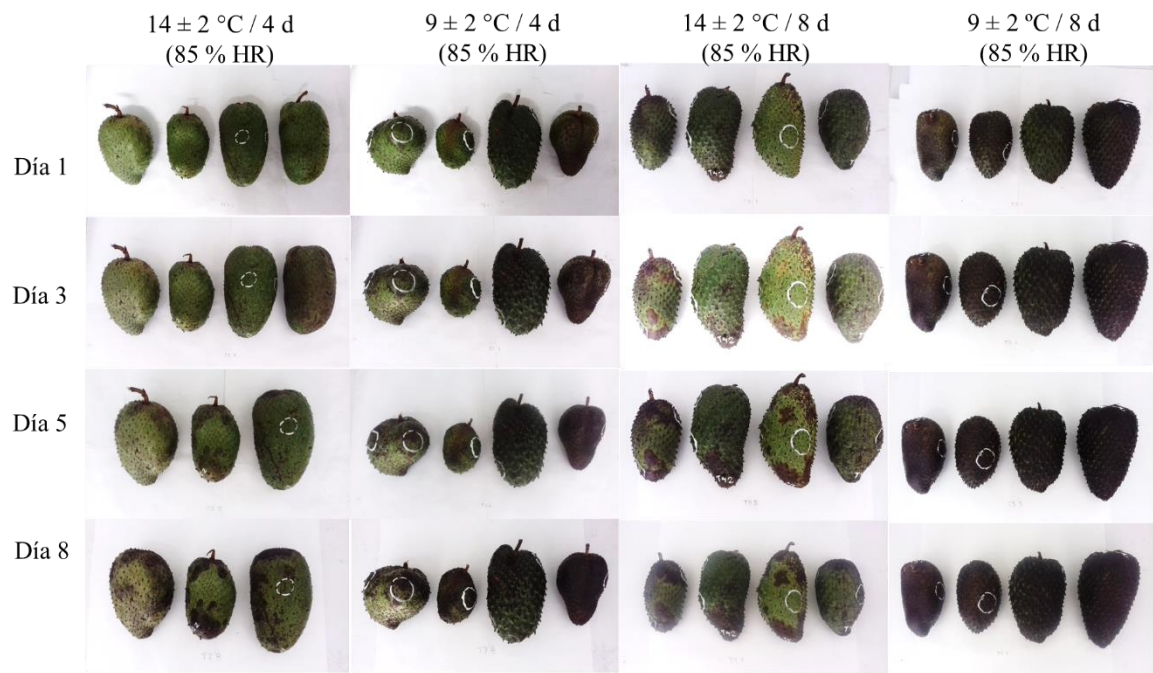 14 ± 2 °C / 4 d
(85 % HR)
9 ± 2 °C / 4 d
(85 % HR)
14 ± 2 °C / 8 d
(85 % HR)
9 ± 2 ºC / 8 d
(85 % HR)
Día 1
Día 3
Día 5
Día 8